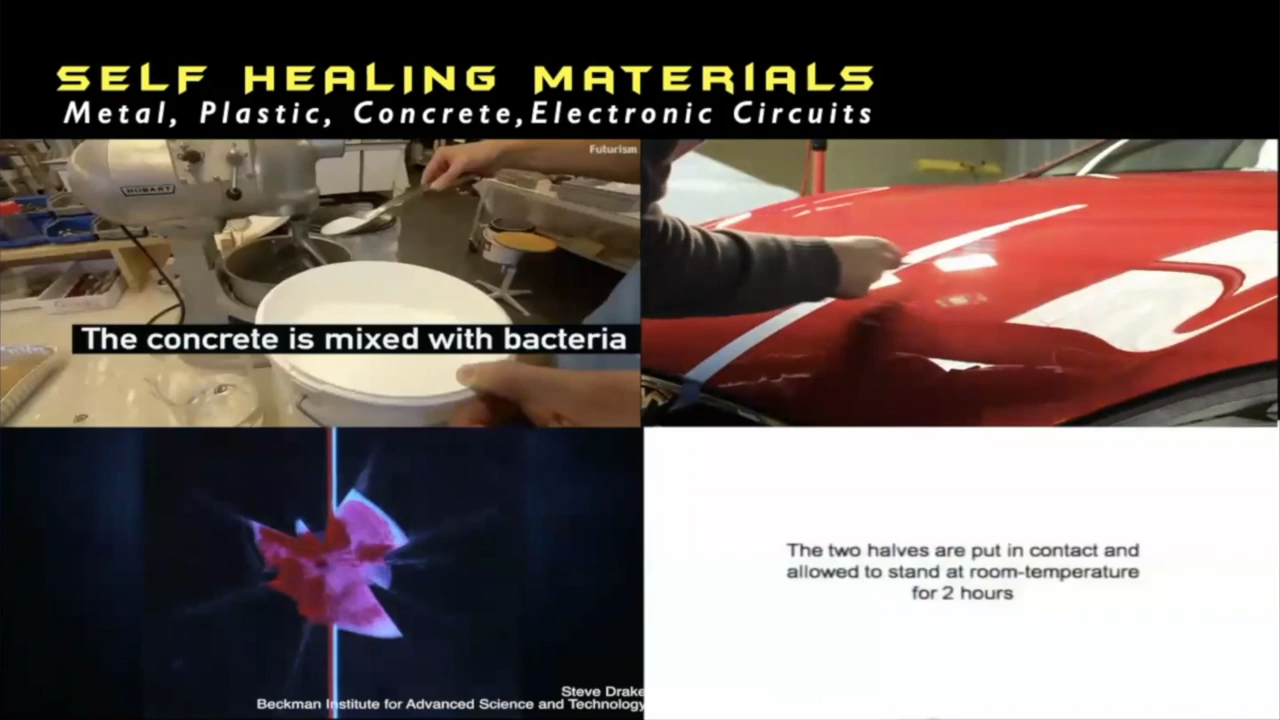 SELF HEALING MATERIALS
Metal, Plastic, Concrete,Electronic Circuits
Futurism
HOBART
The concrete is mixed with bacteria
The two halves are put in contact and
allowed to stand at room-temperature
for 2 hours
Steve Drake
Beckman Institute for Advanced Science and Technology